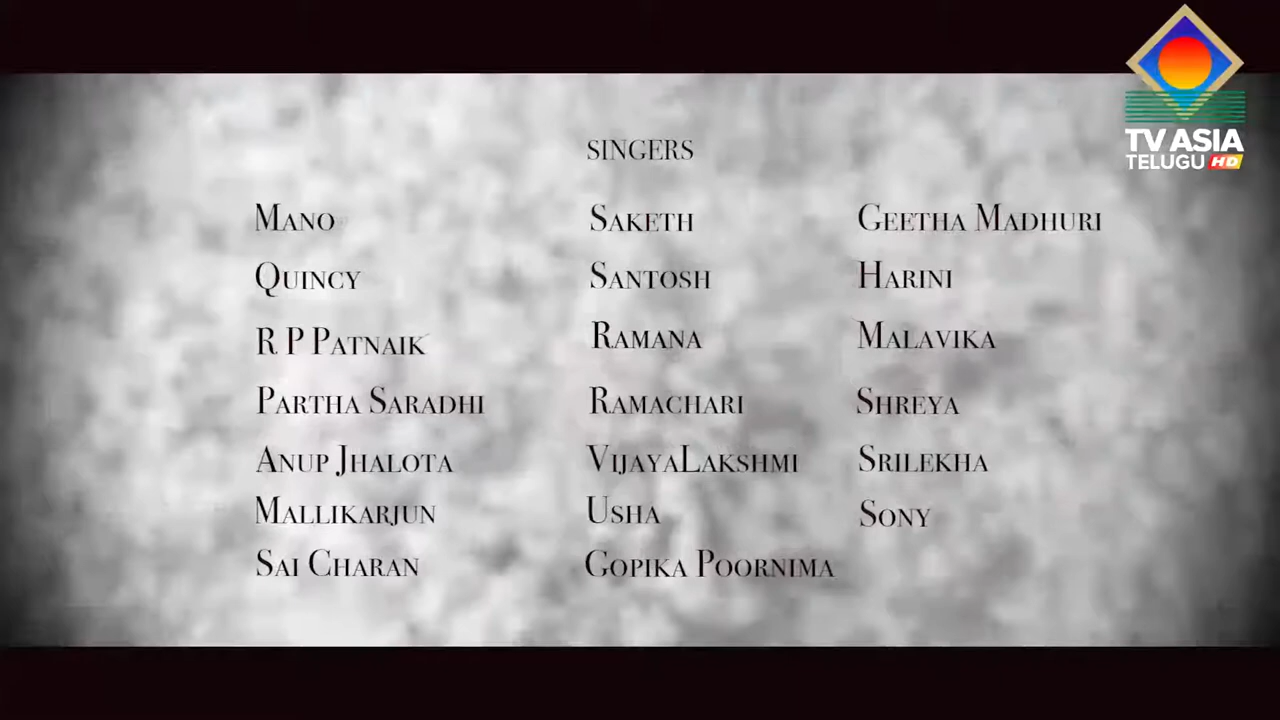 SINGERS
MANO
QUINCY
R P PATNAIK
PARTHA SARADHI
ANUP JHALOTA
MALLIKARJUN
SAI CHARAN
SAKETH
SANTOSH
RAMANA
RAMACHARI
VIJAYALAKSHMI
USHA
GOPIKA POORNIMA
GEETHA MADHURI
HARINI
MALAVIKA
SHREYA
SRILEKHA
SONY
TV ASIA
TELUGU HD